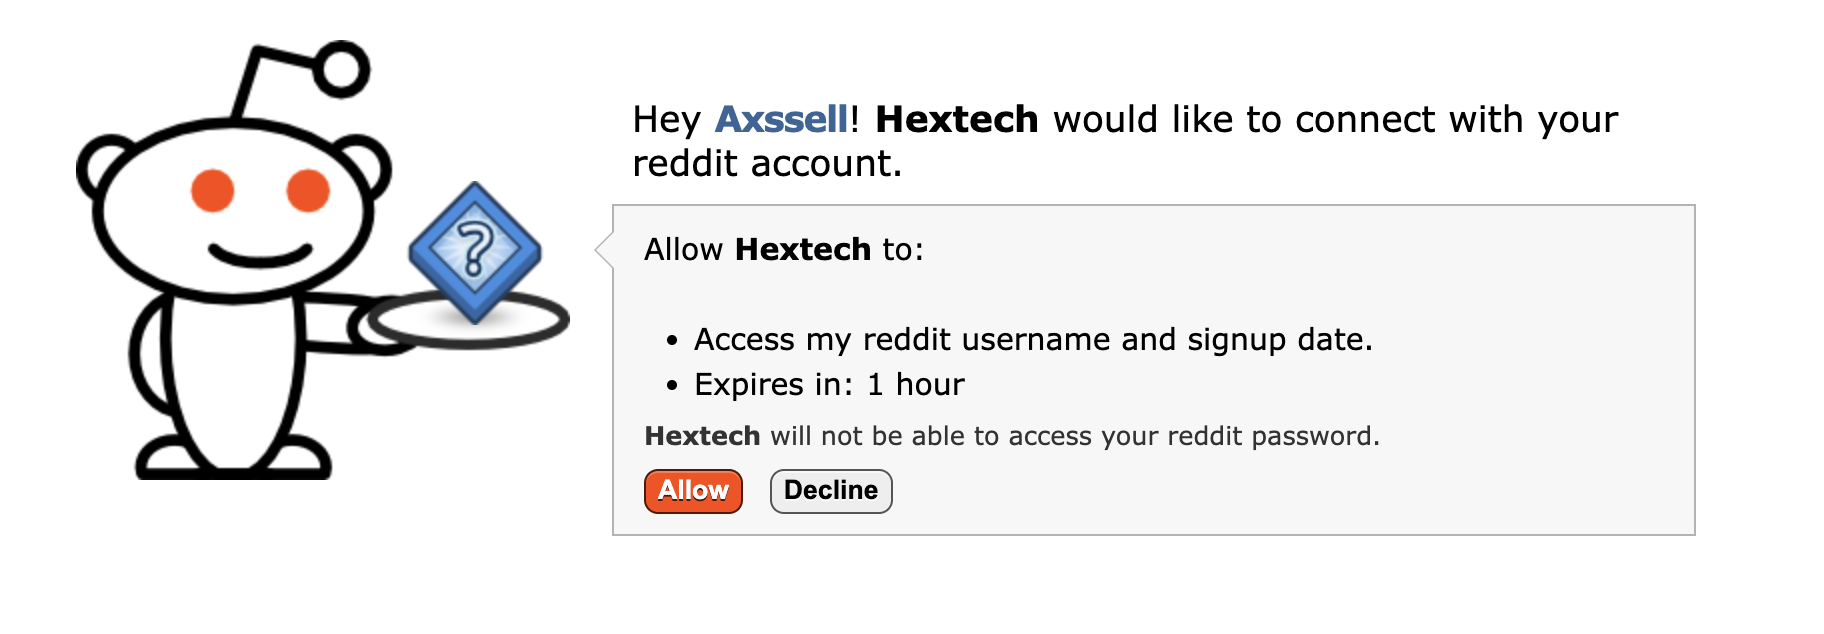 Hey Axssell! Hextech would like to connect with your
reddit account.
Allow Hextech to:
• Access my reddit username and signup date.
• Expires in: 1 hour
Hextech will not be able to access your reddit password.
Allow Decline
?